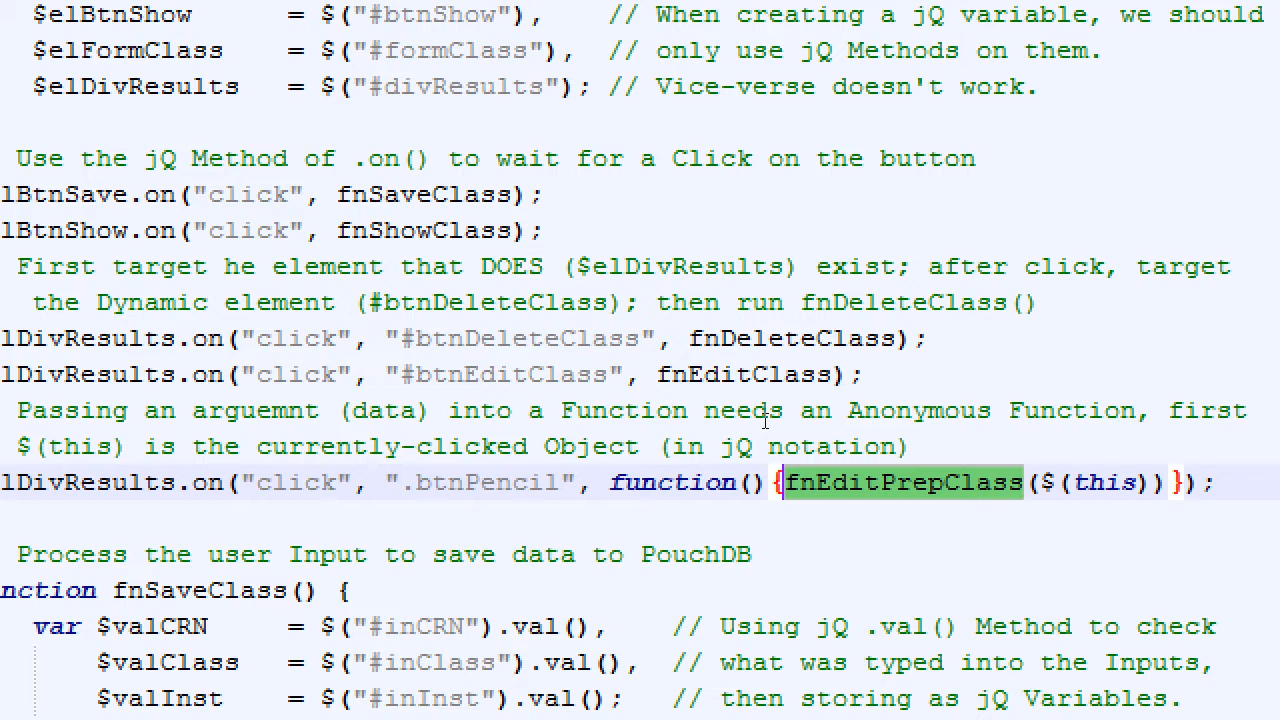 $elBtnShow      = $("#btnShow"),    // When creating a jQ variable, we should
$elFormClass    = $("#formClass"),  // only use jQ Methods on them.
$elDivResults   = $("#divResults"); // Vice-verse doesn't work.
Use the jQ Method of .on() to wait for a Click on the button
lBtnSave.on("click", fnSaveClass);
lBtnShow.on("click", fnShowClass);
First target he element that DOES ($elDivResults) exist; after click, target
the Dynamic element (#btnDeleteClass); then run fnDeleteClass()
lDivResults.on("click", "#btnDeleteClass", fnDeleteClass);
lDivResults.on("click", "#btnEditClass", fnEditClass);
Passing an arguemnt (data) into a Function needs an Anonymous Function, first
$(this) is the currently-clicked Object (in jQ notation)
lDivResults.on("click", ".btnPencil", function(){fnEditPrepClass($(this))});
Process the user Input to save data to PouchDB
nction fnSaveClass() {
var $valCRN     = $("#inCRN").val(),    // Using jQ .val() Method to check
$valClass   = $("#inClass").val(),  // what was typed into the Inputs,
$valInst    = $("#inInst").val();   // then storing as jQ Variables.